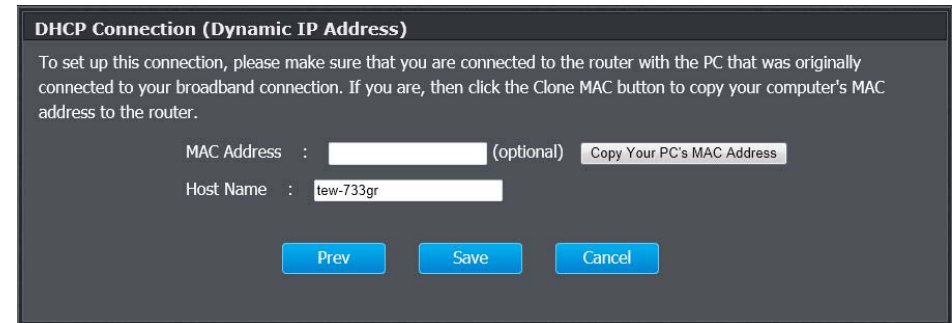 DHCP Connection (Dynamic IP Address)
To set up this connection, please make sure that you are connected to the router with the PC that was originally
connected to your broadband connection. If you are, then click the Clone MAC button to copy your computer's MAC
address to the router.
MAC Address : (optional) Copy Your PC's MAC Address
Host Name : tew-733gr
Prev Save Cancel